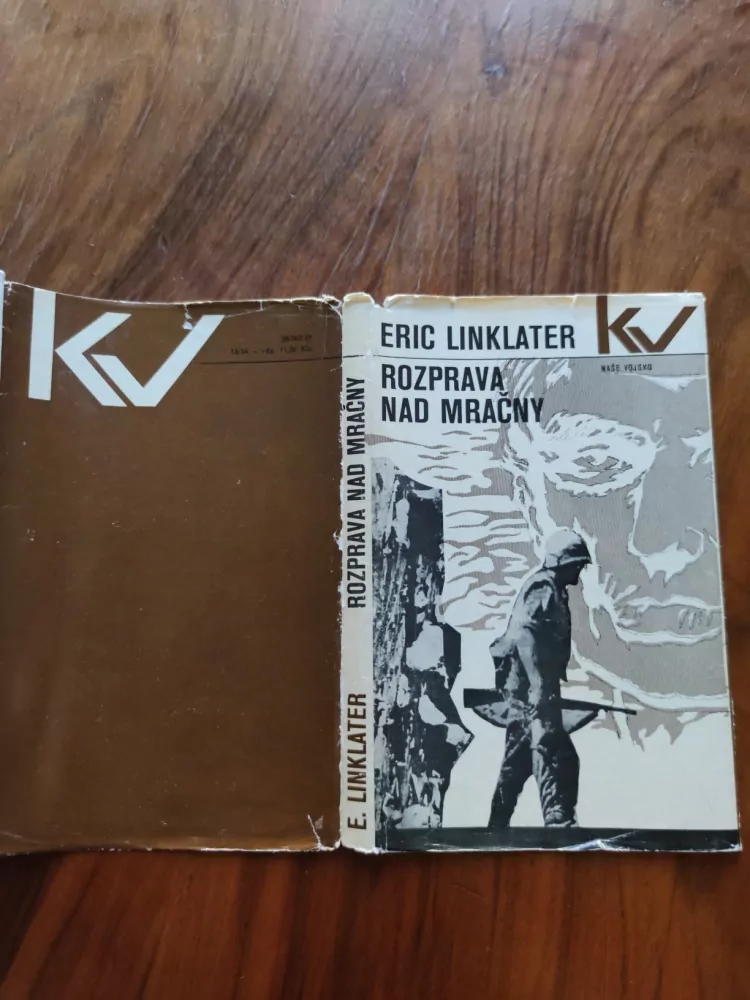 KV
ERIC LINKLATER
KV
NAŠE VOJSKO
ROZPRAVA
NAD MRAČNY
E. LINKLATER ROZPRAVA NAD MRAČNY